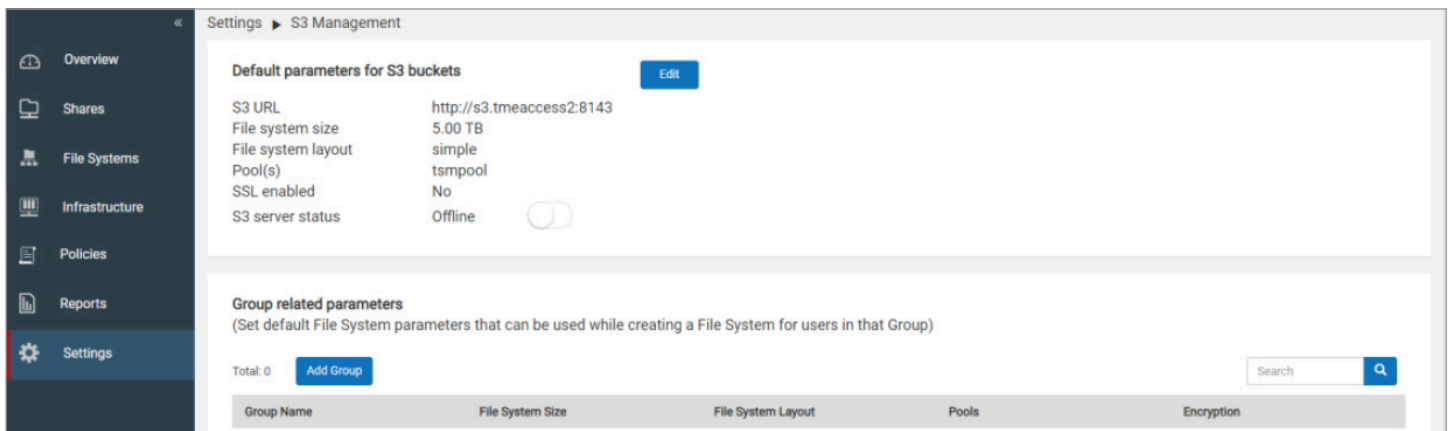 «
Settings ▶ S3 Management
Overview
Shares
File Systems
Infrastructure
Policies
Reports
Settings
Default parameters for S3 buckets
Edit
S3 URL http://s3.tmeaccess2:8143
File system size 5.00 TB
File system layout simple
Pool(s) tsmpool
SSL enabled No
S3 server status Offline
Group related parameters
(Set default File System parameters that can be used while creating a File System for users in that Group)
Total: 0 Add Group Search
Group Name File System Size File System Layout Pools Encryption